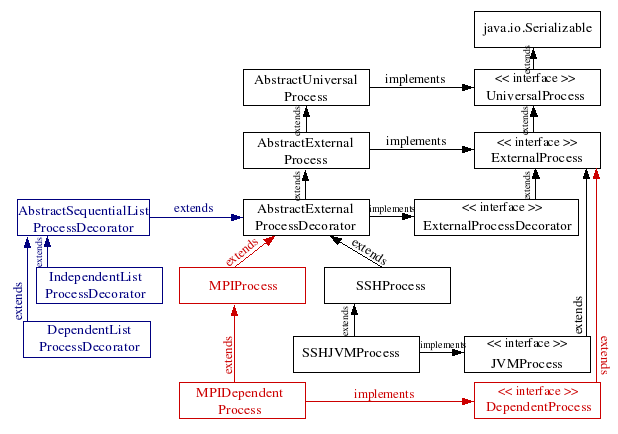 java.io.Serializable
extends
AbstractUniversal
Process
implements
<< interface >>
UniversalProcess
extends
extends
AbstractExternal
Process
implements
<< interface >>
ExternalProcess
extends
extends
AbstractSequentialList
ProcessDecorator
extends
AbstractExternal
ProcessDecorator
implements
<< interface >>
ExternalProcessDecorator
extends
extends
extends
extends
IndependentList
ProcessDecorator
MPIProcess
SSHProcess
extends
extends
extends
DependentList
ProcessDecorator
extends
SSHJVMProcess
implements
<< interface >>
JVMProcess
extends
MPIDependent
Process
implements
<< interface >>
DependentProcess